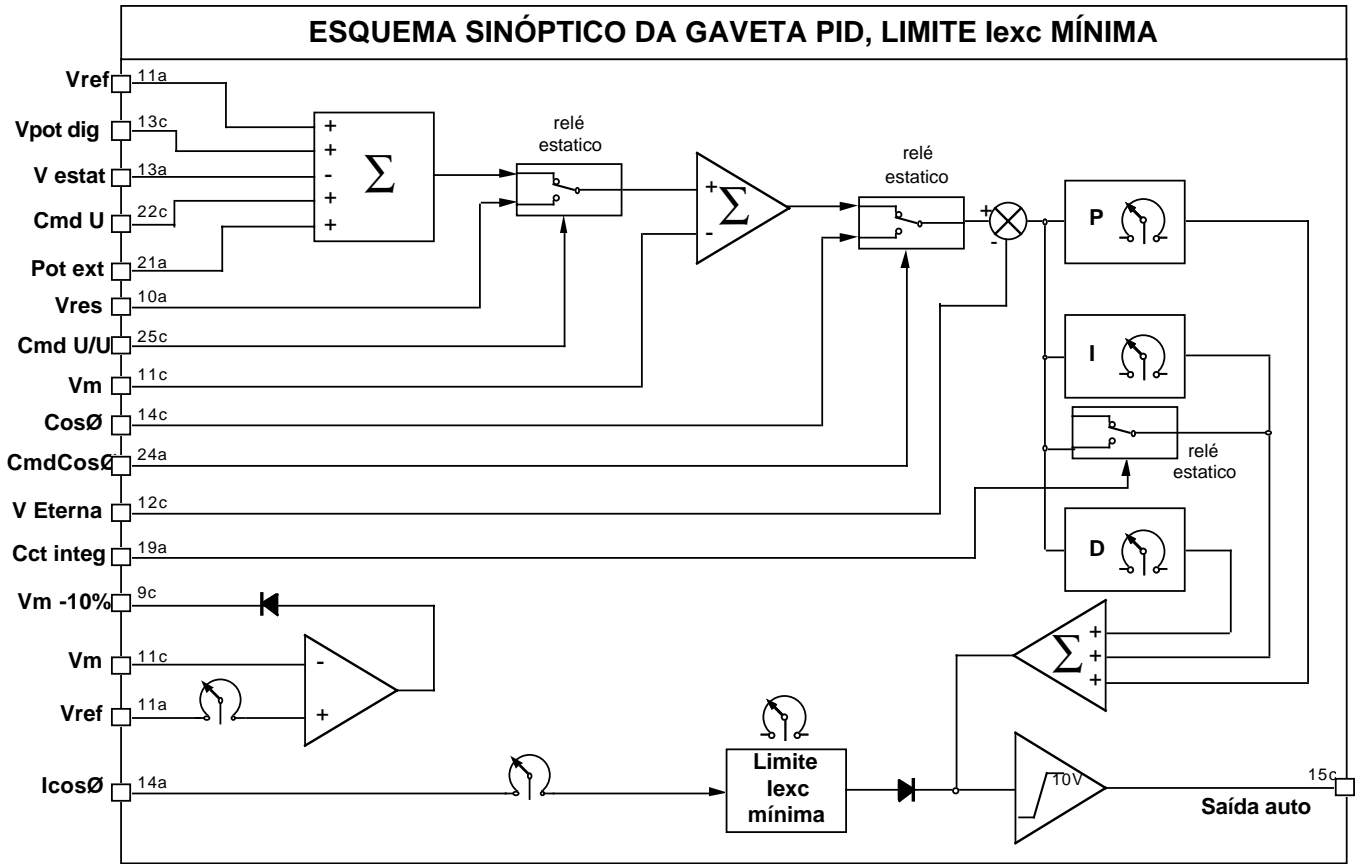 ESQUEMA SINÓPTICO DA GAVETA PID, LIMITE Iexc MÍNIMA
Vref 11a
Vpot dig 13c
V estat 13a
Cmd U 22c
Pot ext 21a
Vres 10a
Cmd U/U 25c
Vm 11c
CosØ 14c
CmdCosØ 24a
V Eterna 12c
Cct integ 19a
Vm -10% 9c
Vm 11c
Vref 11a
IcosØ 14a
+
+
-
+
+
Σ
relé
estatico
+
-
Σ
relé
estatico
+
-
P
I
relé
estatico
D
Σ
+
+
+
-
+
Limite
Iexc
mínima
10V
15c
Saída auto